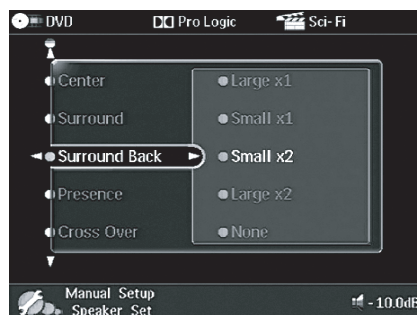 DVD Pro Logic Sci-Fi
Center Large x1
Surround Small x1
Surround Back Small x2
Presence Large x2
Cross Over None
Manual Setup
Speaker Set
-10.0dB